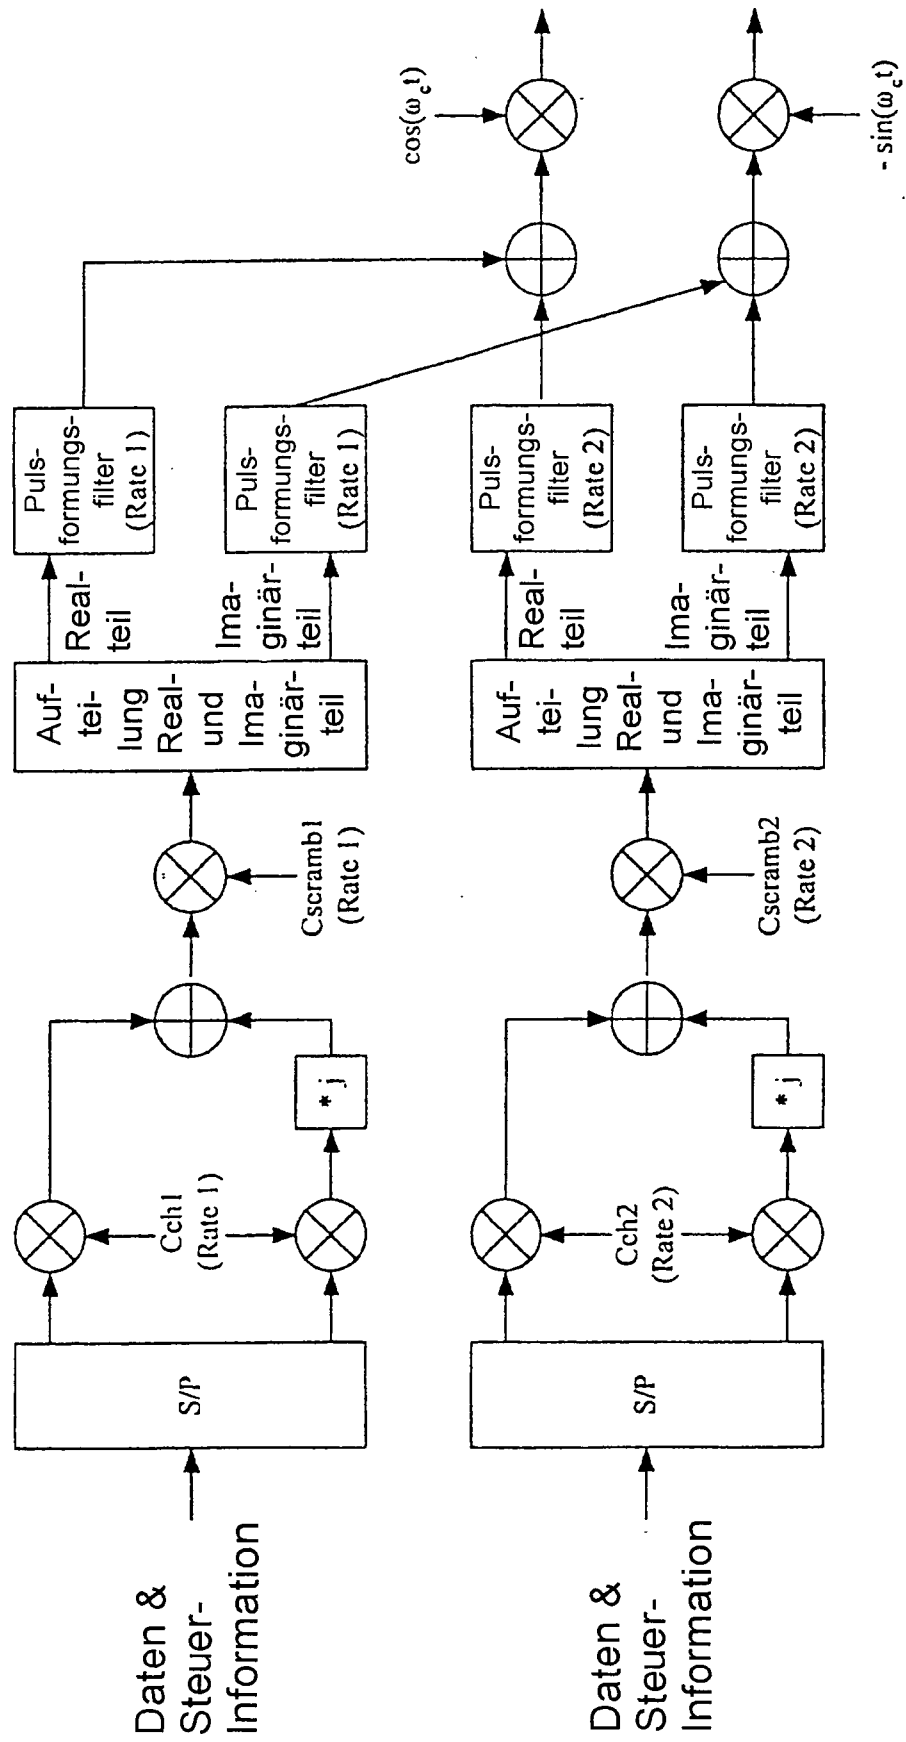 Daten &
Steuer-
Information
S/P
Cch1
(Rate 1)
* j
Cscramb1
(Rate 1)
Auf-
tei-
lung
Real-
und
Ima-
ginär-
teil
Real-
teil
Ima-
ginär-
teil
Puls-
formungs-
filter
(Rate 1)
Puls-
formungs-
filter
(Rate 1)
Daten &
Steuer-
Information
S/P
Cch2
(Rate 2)
* j
Cscramb2
(Rate 2)
Auf-
tei-
lung
Real-
und
Ima-
ginär-
teil
Real-
teil
Ima-
ginär-
teil
Puls-
formungs-
filter
(Rate 2)
Puls-
formungs-
filter
(Rate 2)
cos(ω_c t)
- sin(ω_c t)